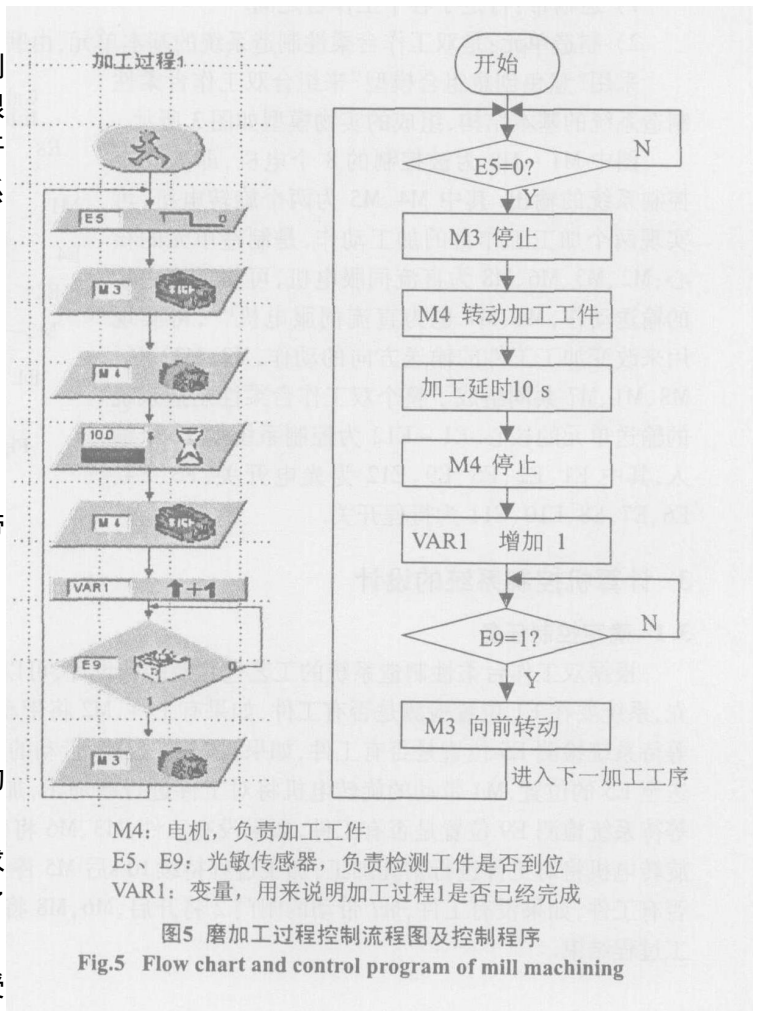 加工过程1
E5 1 0
M3
M4
10.0
M4
VAR1 +1
E9 0
1
M3
开始
E5=0?
N
Y
M3 停止
M4 转动加工工件
加工延时10 s
M4 停止
VAR1 增加 1
E9=1?
N
Y
M3 向前转动
进入下一加工工序
M4：电机，负责加工工件
E5、E9：光敏传感器，负责检测工件是否到位
VAR1：变量，用来说明加工过程1是否已经完成
图5 磨加工过程控制流程图及控制程序
Fig.5 Flow chart and control program of mill machining